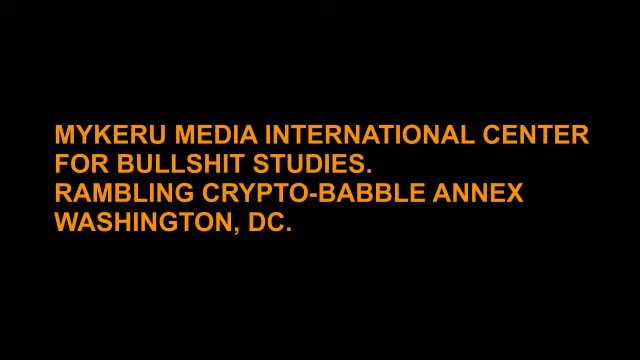 MYKERU MEDIA INTERNATIONAL CENTER
FOR BULLSHIT STUDIES.
RAMBLING CRYPTO-BABBLE ANNEX
WASHINGTON, DC.